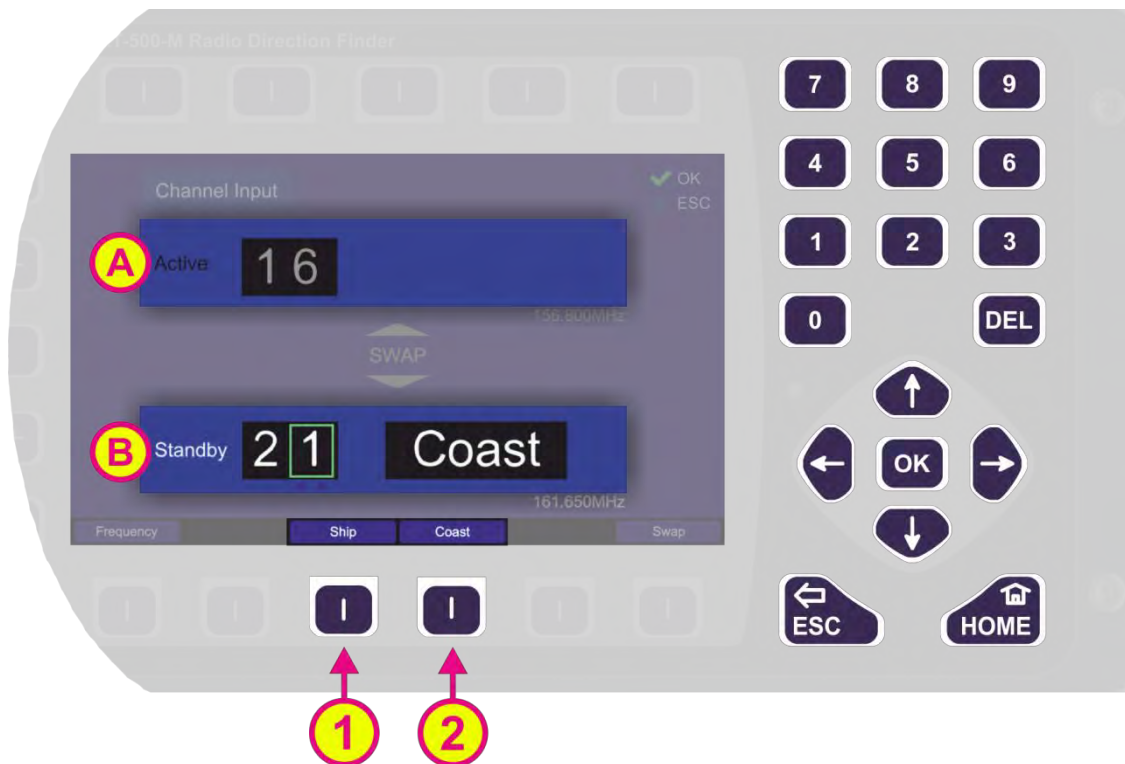 -500-M Radio Direction Finder
7 8 9
4 5 6
1 2 3
0 DEL
Channel Input
OK
ESC
A Active 16
156.800MHz
SWAP
B Standby 21 Coast
161.650MHz
Frequency Ship Coast Swap
OK
ESC HOME
1 2